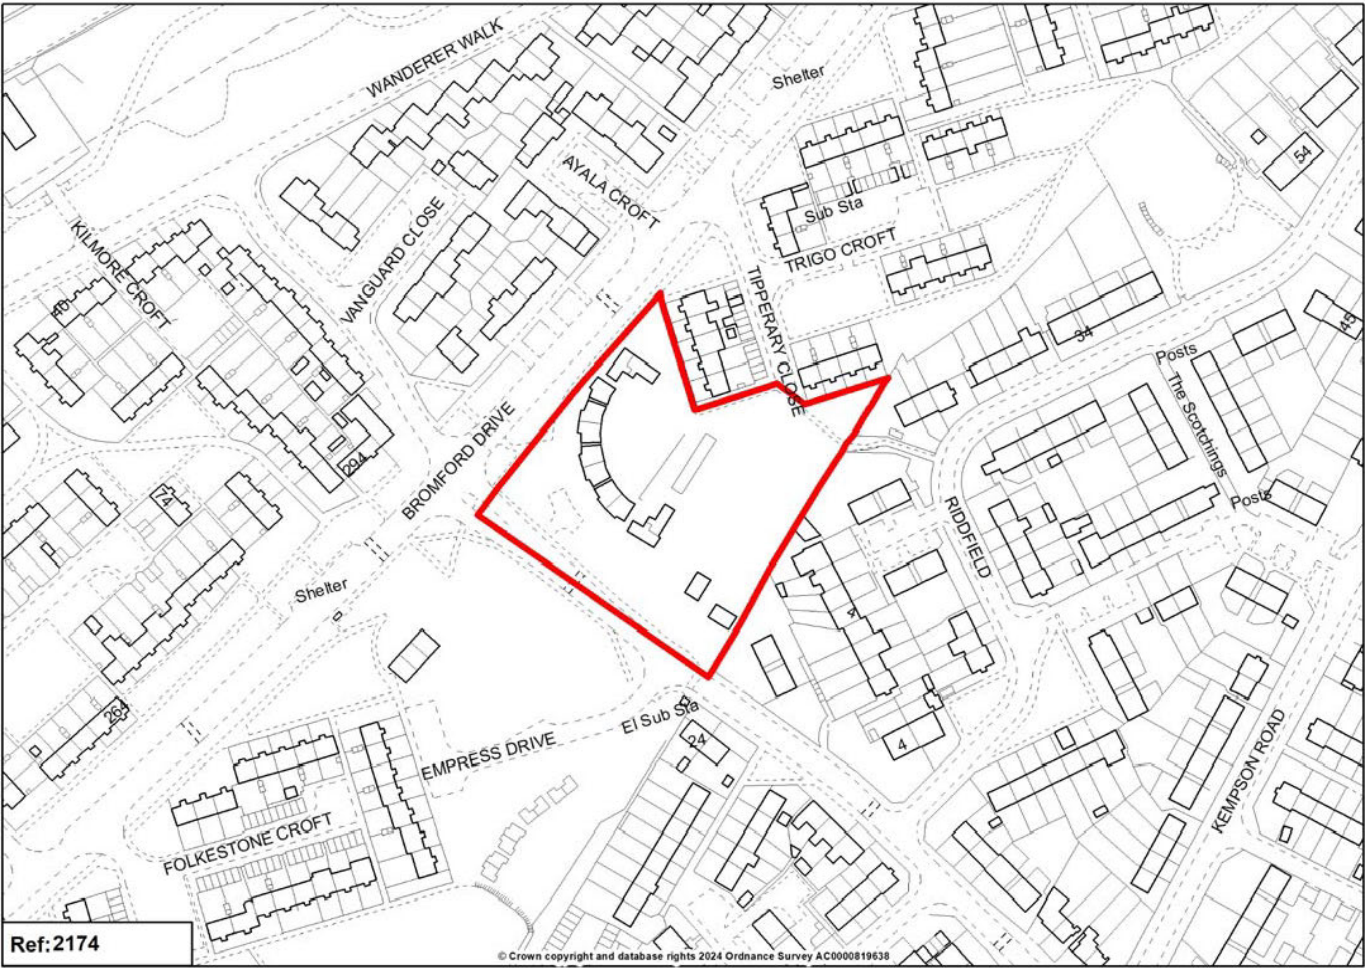 WANDERER WALK
Shelter
54
AYALA CROFT
Sub Sta
VANGUARD CLOSE
KILMORE CROFT
TRIGO CROFT
40
TIPPERARY CLOSE
34
45
Posts
The Scotchings
BROMFORD DRIVE
294
74
Posts
RIDDFIELD
Shelter
4
264
El Sub Sta
24
4
EMPRESS DRIVE
KEMPSON ROAD
FOLKESTONE CROFT
Ref:2174
© Crown copyright and database rights 2024 Ordnance Survey AC0000819638